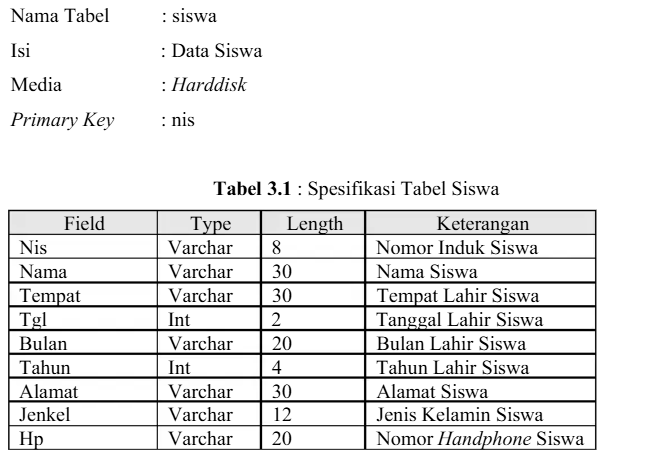 Nama Tabel : siswa
Isi : Data Siswa
Media : Harddisk
Primary Key : nis
Tabel 3.1 : Spesifikasi Tabel Siswa
Field Type Length Keterangan
Nis Varchar 8 Nomor Induk Siswa
Nama Varchar 30 Nama Siswa
Tempat Varchar 30 Tempat Lahir Siswa
Tgl Int 2 Tanggal Lahir Siswa
Bulan Varchar 20 Bulan Lahir Siswa
Tahun Int 4 Tahun Lahir Siswa
Alamat Varchar 30 Alamat Siswa
Jenkel Varchar 12 Jenis Kelamin Siswa
Hp Varchar 20 Nomor Handphone Siswa